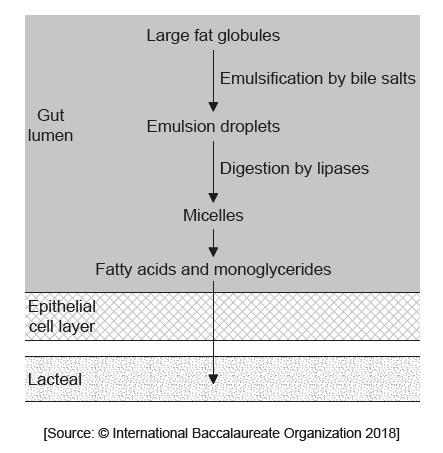 Large fat globules
Emulsification by bile salts
Gut
lumen
Emulsion droplets
Digestion by lipases
Micelles
Fatty acids and monoglycerides
Epithelial
cell layer
Lacteal
[Source: © International Baccalaureate Organization 2018]